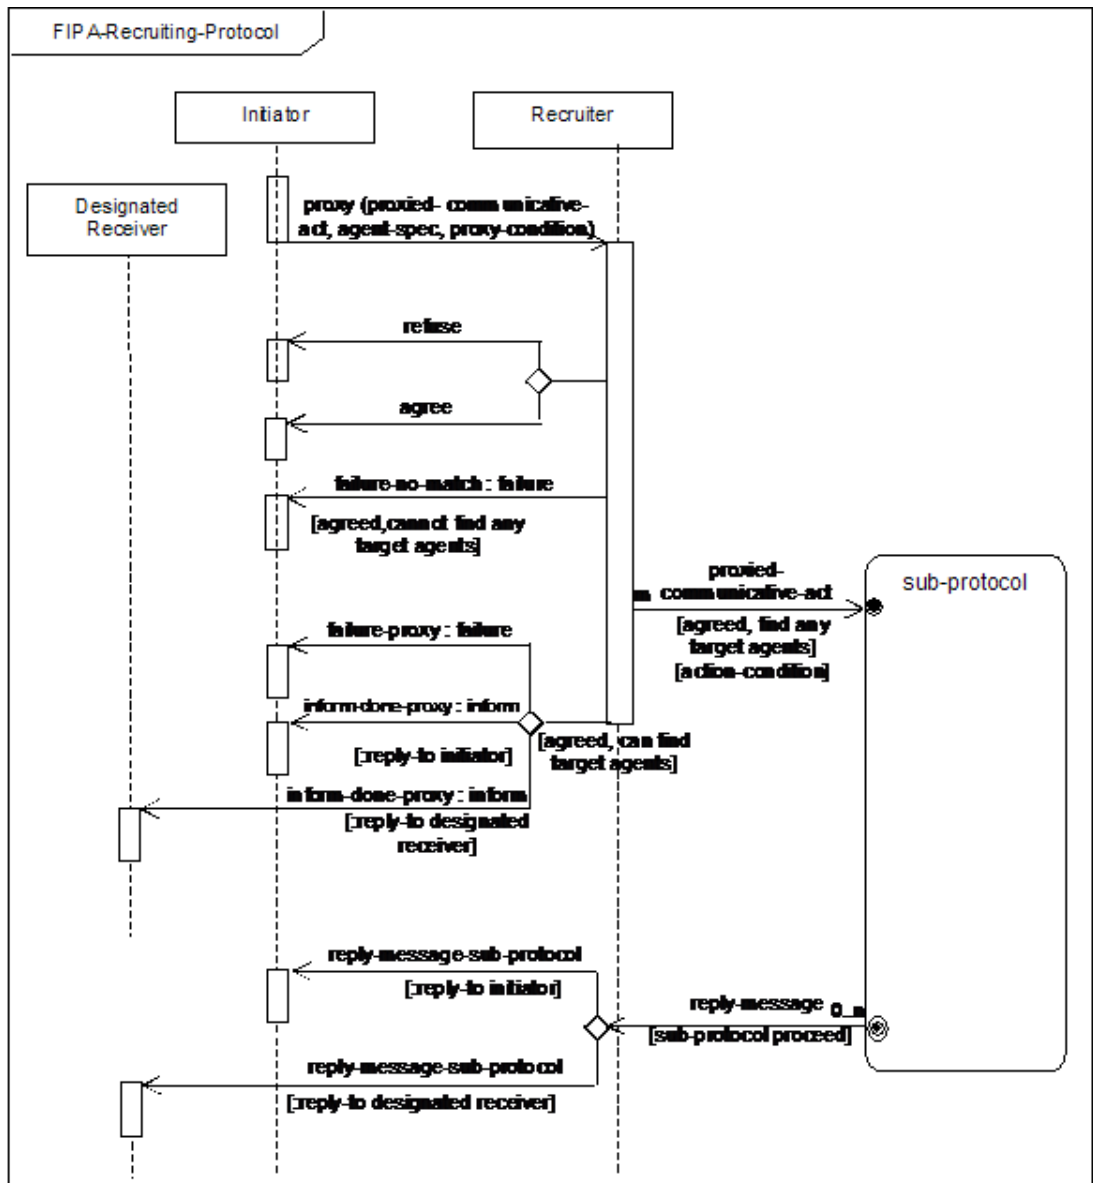 FIPA-Recruiting-Protocol
Initiator
Recruiter
Designated
Receiver
proxy (proxied- communicative-
act, agent-spec, proxy-condition)
refuse
agree
failure-no-match : failure
[agreed,cannot find any
target agents]
proxied-
communicative-act
sub-protocol
[agreed, find any
target agents]
[action-condition]
failure-proxy : failure
inform-done-proxy : inform
[:reply-to initiator]
[agreed, can find
target agents]
inform-done-proxy : inform
[:reply-to designated
receiver]
reply-message-sub-protocol
[:reply-to initiator]
reply-message
0..n
[sub-protocol proceed]
reply-message-sub-protocol
[:reply-to designated receiver]